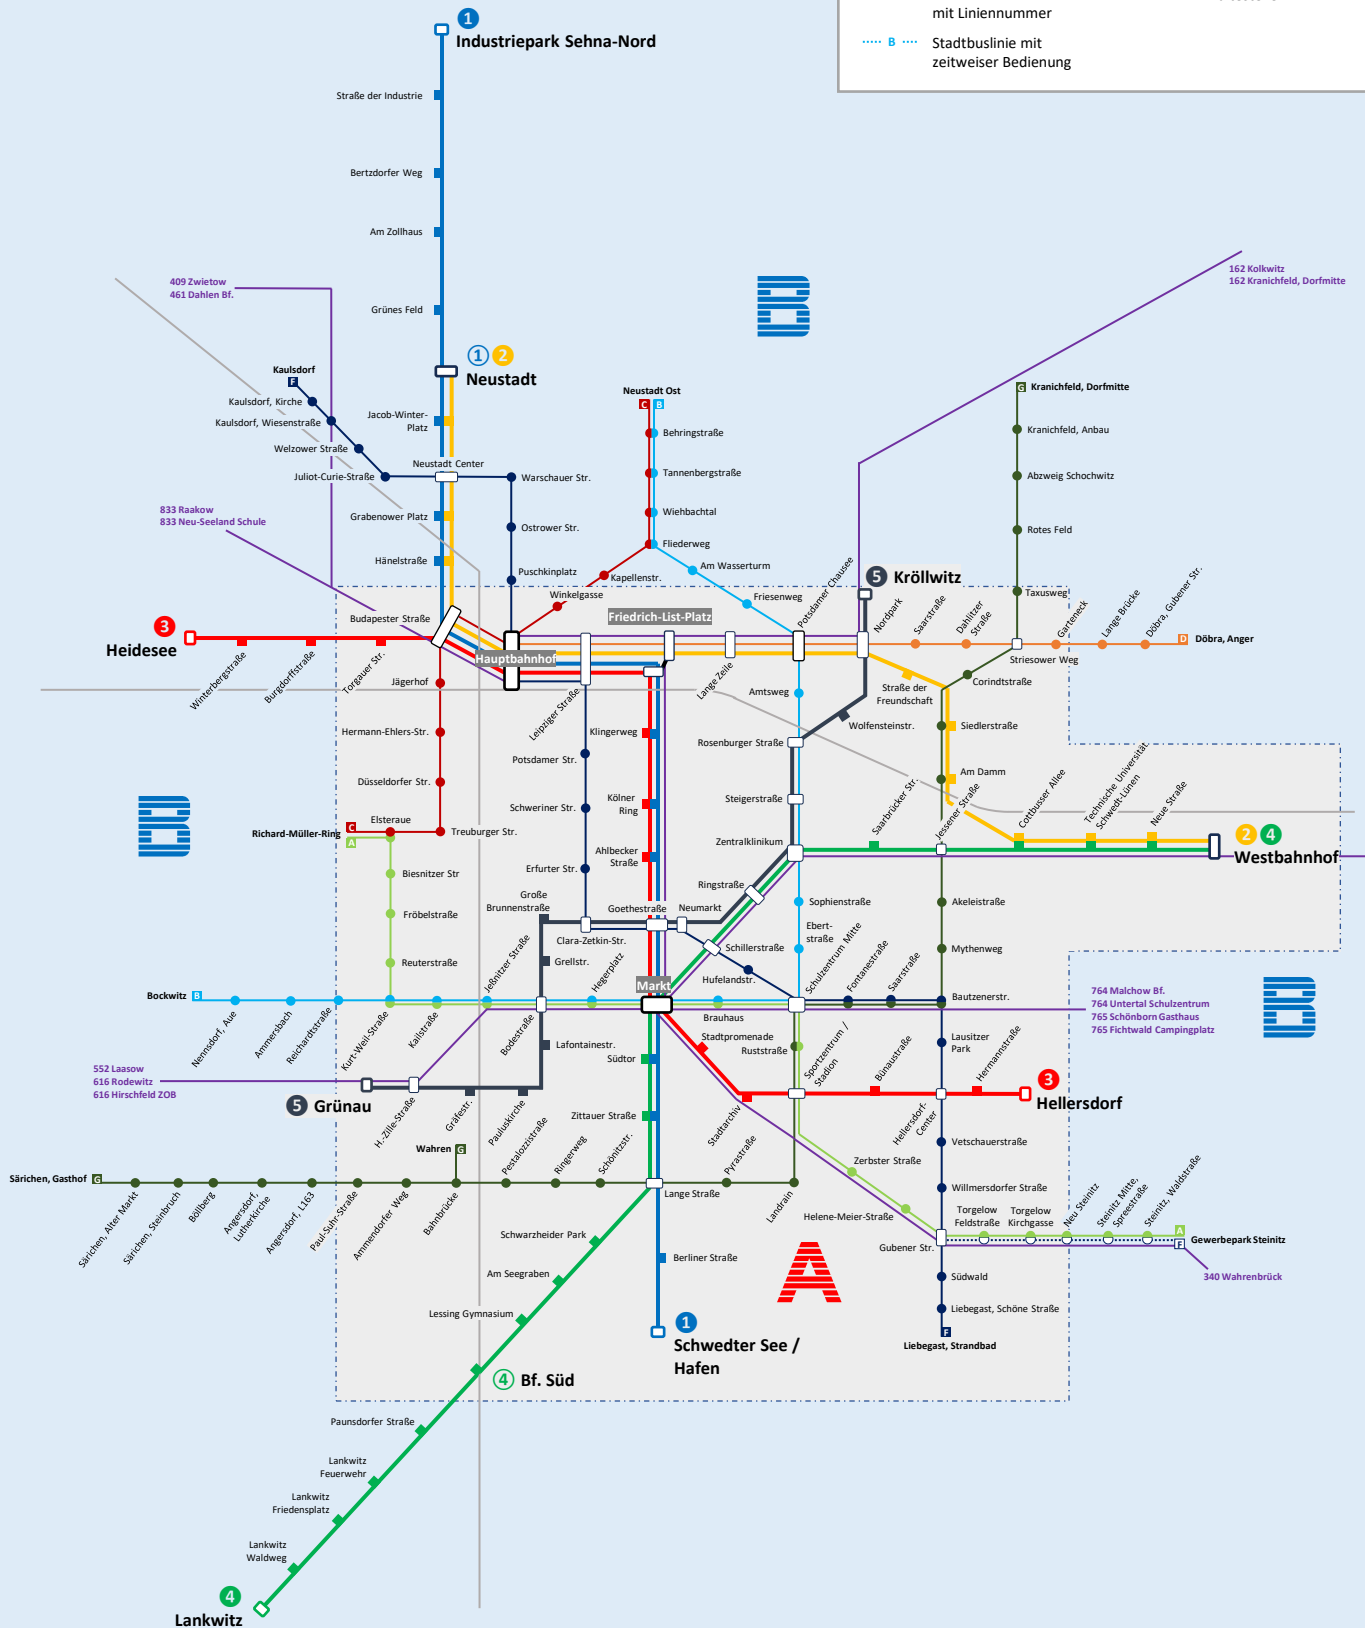 mit Liniennummer
B
Stadtbuslinie mit
zeitweiser Bedienung
1
Industriepark Sehna-Nord
Straße der Industrie
Bertzdorfer Weg
Am Zollhaus
Grünes Feld
B
409 Zwietow
461 Dahlen Bf.
162 Kolkwitz
162 Kranichfeld, Dorfmitte
1 2
Neustadt
Kaulsdorf
F
Kaulsdorf, Kirche
Kaulsdorf, Wiesenstraße
Welzower Straße
Juliot-Curie-Straße
Jacob-Winter-
Platz
Neustadt Center
Warschauer Str.
Grabenower Platz
Ostrower Str.
Hänelstraße
Puschkinplatz
Neustadt Ost
C B
Behringstraße
Tannenbergstraße
Wiehbachtal
Fliederweg
Kapellenstr.
Winkelgasse
Am Wasserturm
Friesenweg
G Kranichfeld, Dorfmitte
Kranichfeld, Anbau
Abzweig Schochwitz
Rotes Feld
Taxusweg
833 Raakow
833 Neu-Seeland Schule
Budapester Straße
3
Heidesee
Winterbergstraße
Burgdorffstraße
Torgauer Str.
Hauptbahnhof
Friedrich-List-Platz
Leipziger Straße
Lange Zeile
Potsdamer Chausee
5 Kröllwitz
Nordpark
Saarstraße
Dahlitzer
Straße
Striesower Weg
Garteneck
Lange Brücke
Döbra, Gubener Str.
D Döbra, Anger
Corindtstraße
Straße der
Freundschaft
Siedlerstraße
Am Damm
Amtsweg
Wolfensteinstr.
Rosenburger Straße
Steigerstraße
Zentralklinikum
Saarbrücker Str.
Jessener Straße
Cottbusser Allee
Technische Universität
Schwedt-Lünen
Neue Straße
2 4
Westbahnhof
Jägerhof
Hermann-Ehlers-Str.
Düsseldorfer Str.
Treuburger Str.
Elsteraue
B
Richard-Müller-Ring
C
A
Biesnitzer Str
Fröbelstraße
Reuterstraße
Klingerweg
Kölner
Ring
Ahlbecker
Straße
Potsdamer Str.
Schweriner Str.
Erfurter Str.
Große
Brunnenstraße
Clara-Zetkin-Str.
Goethestraße
Neumarkt
Ringstraße
Schillerstraße
Hufelandstr.
Sophienstraße
Ebert-
straße
Schulzentrum Mitte
Fontanestraße
Saarstraße
Akeleistraße
Mythenweg
Bautzenerstr.
Grellstr.
Bockwitz B
Nennsdorf, Aue
Ammersbach
Reichardtstraße
Kurt-Weil-Straße
Kailstraße
Jeßnitzer Straße
Bodestraße
Hegerplatz
Markt
Brauhaus
B
764 Malchow Bf.
764 Untertal Schulzentrum
765 Schönborn Gasthaus
765 Fichtwald Campingplatz
Lafontainestr.
Südtor
Stadtpromenade
Ruststraße
Sportzentrum /
Stadion
Lausitzer
Park
Bünaustraße
Hermannstraße
3
Hellersdorf
Hellersdorf-
Center
552 Laasow
616 Rodewitz
616 Hirschfeld ZOB
5 Grünau
H.-Zille-Straße
Gräfestr.
Pauluskirche
Zittauer Straße
Stadtarchiv
Särichen, Gasthof G
Särichen, Alter Markt
Särichen, Steinbruch
Böllberg
Angersdorf,
Lutherkirche
Angersdorf, L163
Paul-Suhr-Straße
Ammendorfer Weg
Wahren
G
Bahnbrücke
Pestalozzistraße
Ringerweg
Schönitzstr.
Lange Straße
Pyrastraße
Landrain
Vetschauerstraße
Zerbster Straße
Willmersdorfer Straße
Helene-Meier-Straße
Gubener Str.
Torgelow
Feldstraße
Torgelow
Kirchgasse
Neu Steinitz
Steinitz Mitte,
Spreestraße
Steinitz, Waldstraße
A
F
Gewerbepark Steinitz
340 Wahrenbrück
Südwald
Liebegast, Schöne Straße
F
Liebegast, Strandbad
Schwarzheider Park
Am Seegraben
Lessing Gymnasium
Berliner Straße
A
1
Schwedter See /
Hafen
4 Bf. Süd
Paunsdorfer Straße
Lankwitz
Feuerwehr
Lankwitz
Friedensplatz
Lankwitz
Waldweg
4
Lankwitz